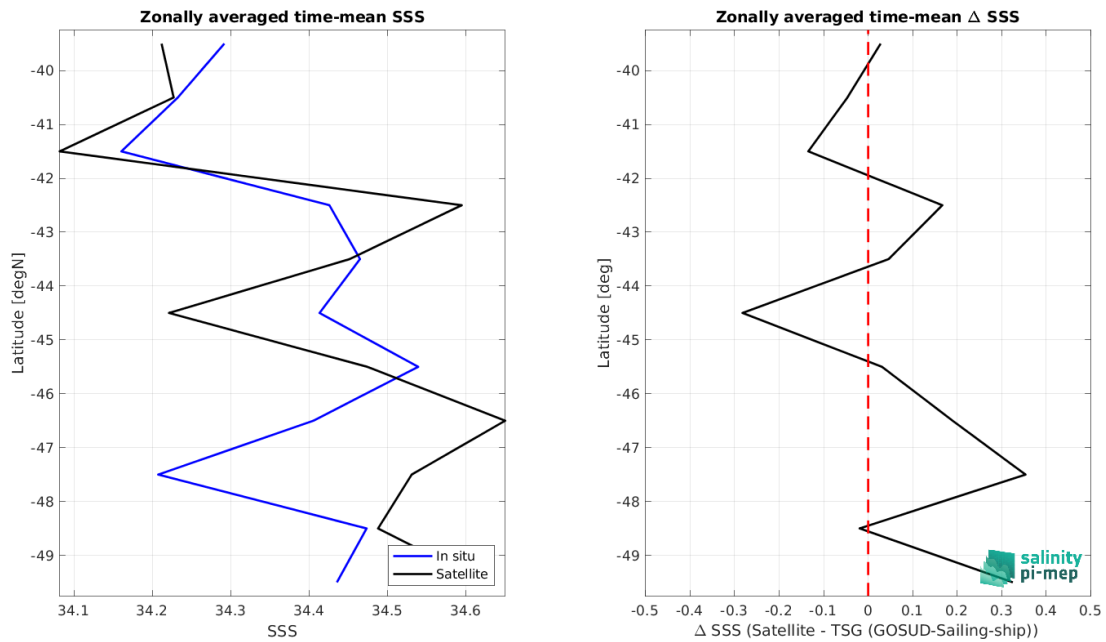 Zonally averaged time-mean SSS
-40
-41
-42
-43
-44
-45
-46
-47
-48
-49
Latitude [degN]
34.1 34.2 34.3 34.4 34.5 34.6
SSS
In situ
Satellite
Zonally averaged time-mean Δ SSS
-40
-41
-42
-43
-44
-45
-46
-47
-48
-49
Latitude [deg]
-0.5 -0.4 -0.3 -0.2 -0.1 0 0.1 0.2 0.3 0.4 0.5
Δ SSS (Satellite - TSG (GOSUD-Sailing-ship))
salinity
pi-mep